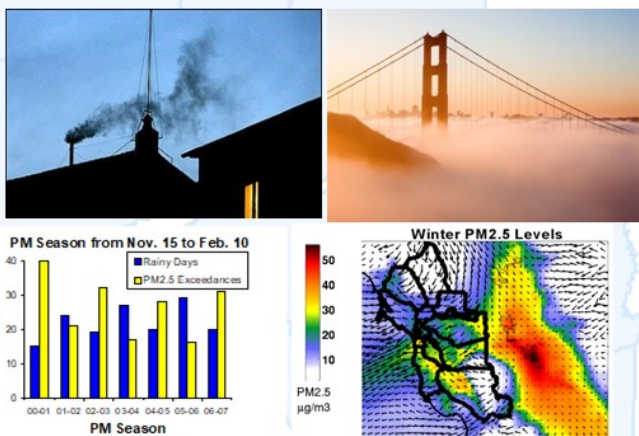 PM Season from Nov. 15 to Feb. 10
Rainy Days
PM2.5 Exceedances
40
30
20
10
0
00-01 01-02 02-03 03-04 04-05 05-06 06-07
PM Season
Winter PM2.5 Levels
50
40
30
20
10
PM2.5
µg/m3